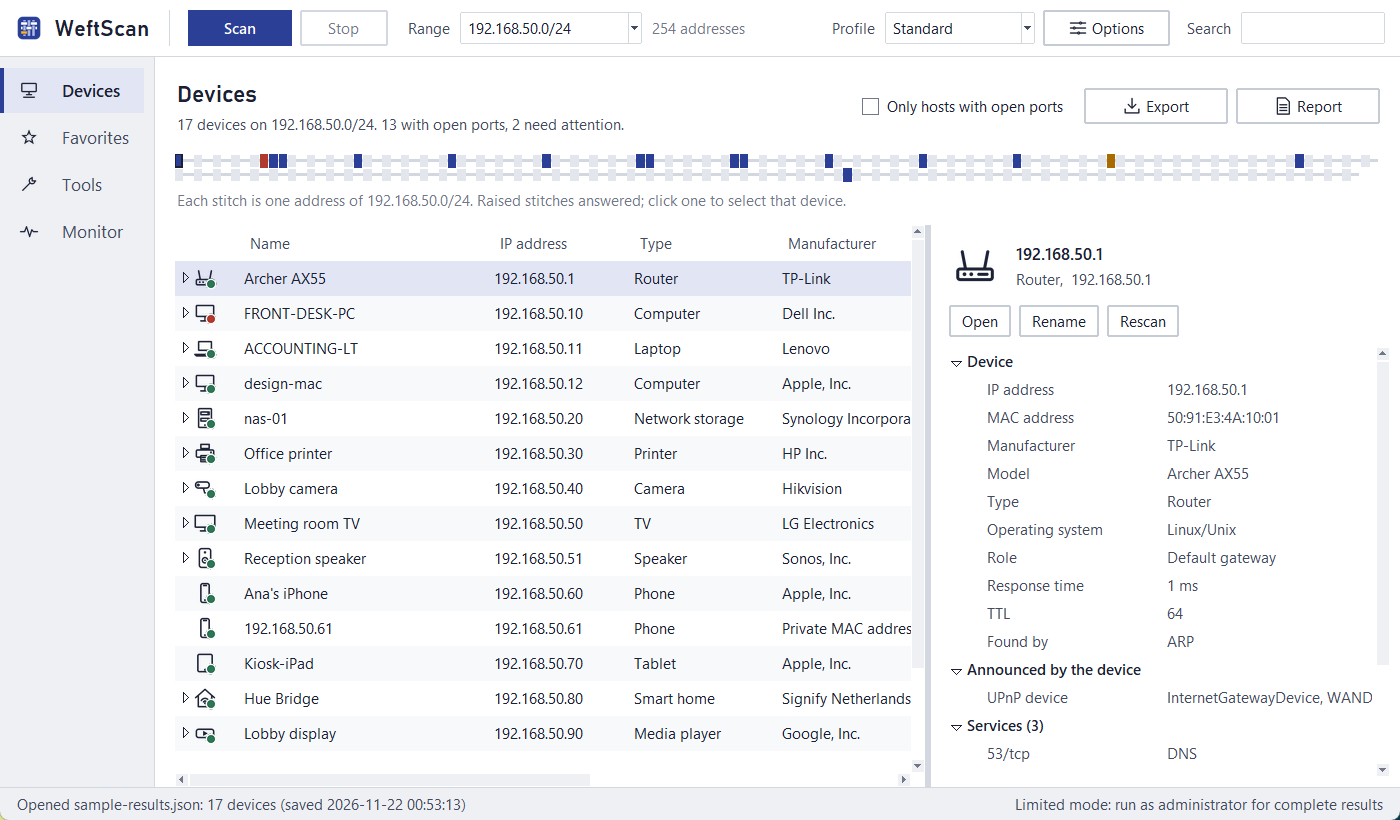 WeftScan Scan Stop Range 192.168.50.0/24 254 addresses Profile Standard Options Search
Devices
Favorites
Tools
Monitor
Devices
17 devices on 192.168.50.0/24. 13 with open ports, 2 need attention.
Only hosts with open ports Export Report
Each stitch is one address of 192.168.50.0/24. Raised stitches answered; click one to select that device.
Name IP address Type Manufacturer
Archer AX55 192.168.50.1 Router TP-Link
FRONT-DESK-PC 192.168.50.10 Computer Dell Inc.
ACCOUNTING-LT 192.168.50.11 Laptop Lenovo
design-mac 192.168.50.12 Computer Apple, Inc.
nas-01 192.168.50.20 Network storage Synology Incorpora
Office printer 192.168.50.30 Printer HP Inc.
Lobby camera 192.168.50.40 Camera Hikvision
Meeting room TV 192.168.50.50 TV LG Electronics
Reception speaker 192.168.50.51 Speaker Sonos, Inc.
Ana's iPhone 192.168.50.60 Phone Apple, Inc.
192.168.50.61 192.168.50.61 Phone Private MAC addres
Kiosk-iPad 192.168.50.70 Tablet Apple, Inc.
Hue Bridge 192.168.50.80 Smart home Signify Netherlands
Lobby display 192.168.50.90 Media player Google, Inc.
192.168.50.1
Router, 192.168.50.1
Open Rename Rescan
Device
IP address 192.168.50.1
MAC address 50:91:E3:4A:10:01
Manufacturer TP-Link
Model Archer AX55
Type Router
Operating system Linux/Unix
Role Default gateway
Response time 1 ms
TTL 64
Found by ARP
Announced by the device
UPnP device InternetGatewayDevice, WAND
Services (3)
53/tcp DNS
Opened sample-results.json: 17 devices (saved 2026-11-22 00:53:13) Limited mode: run as administrator for complete results